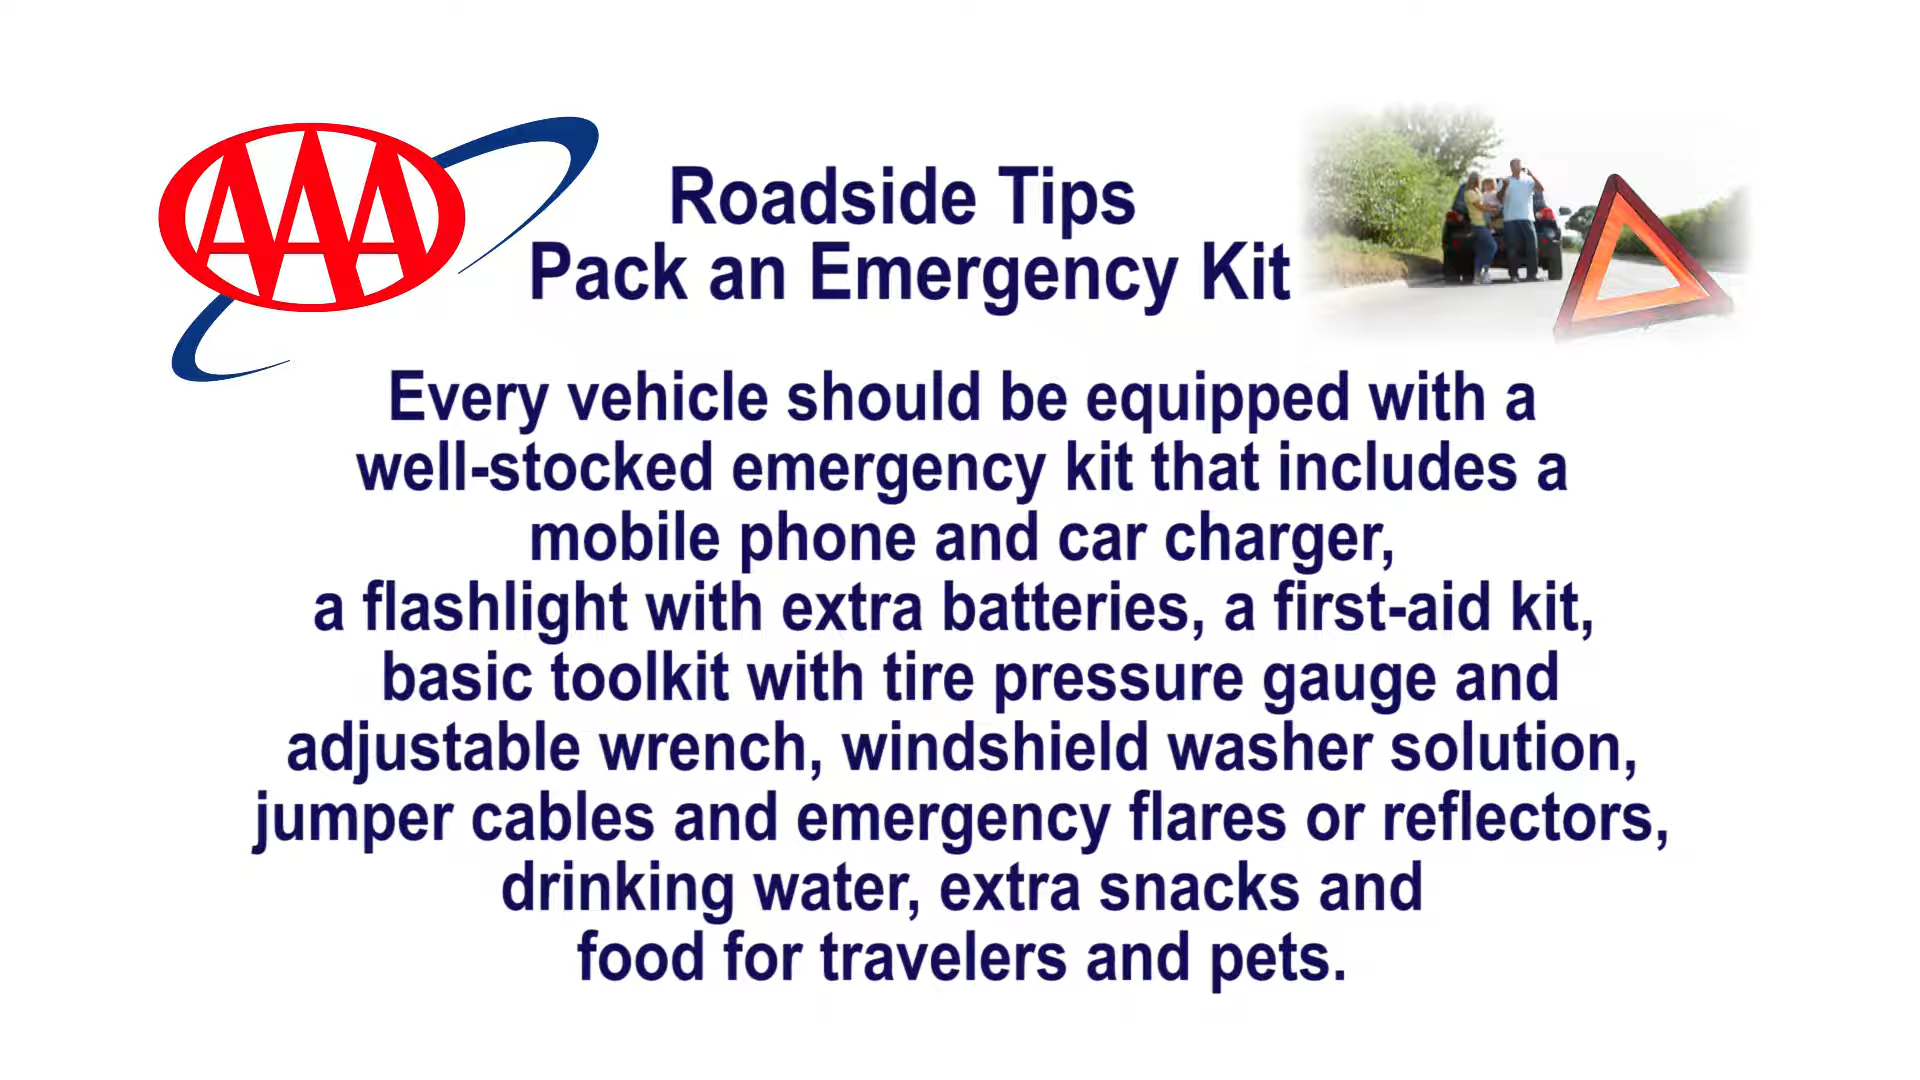 AAA
Roadside Tips
Pack an Emergency Kit
Every vehicle should be equipped with a
well-stocked emergency kit that includes a
mobile phone and car charger,
a flashlight with extra batteries, a first-aid kit,
basic toolkit with tire pressure gauge and
adjustable wrench, windshield washer solution,
jumper cables and emergency flares or reflectors,
drinking water, extra snacks and
food for travelers and pets.